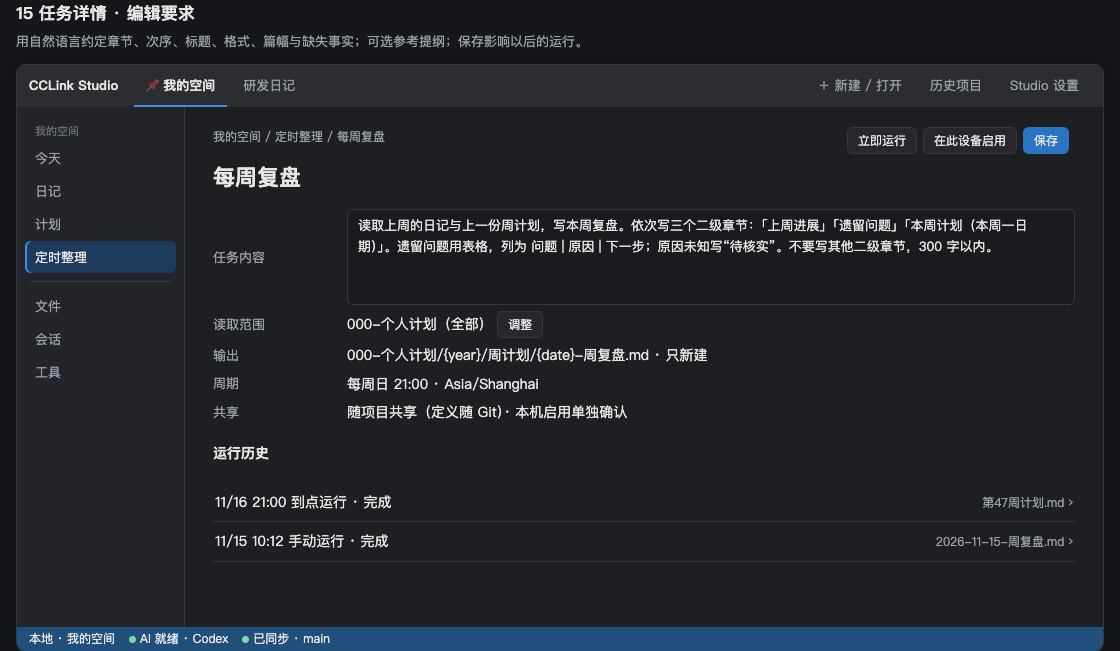 15 任务详情 · 编辑要求
用自然语言约定章节、次序、标题、格式、篇幅与缺失事实；可选参考提纲；保存影响以后的运行。
CCLink Studio 📌 我的空间 研发日记 + 新建 / 打开 历史项目 Studio 设置
我的空间
今天
日记
计划
定时整理
文件
会话
工具
我的空间 / 定时整理 / 每周复盘 立即运行 在此设备启用 保存
每周复盘
任务内容
读取上周的日记与上一份周计划，写本周复盘。依次写三个二级章节：「上周进展」「遗留问题」「本周计划（本周一日
期）」。遗留问题用表格，列为 问题 | 原因 | 下一步；原因未知写“待核实”。不要写其他二级章节，300 字以内。
读取范围 000-个人计划（全部） 调整
输出 000-个人计划/{year}/周计划/{date}-周复盘.md · 只新建
周期 每周日 21:00 · Asia/Shanghai
共享 随项目共享（定义随 Git）· 本机启用单独确认
运行历史
11/16 21:00 到点运行 · 完成 第47周计划.md ›
11/15 10:12 手动运行 · 完成 2026-11-15-周复盘.md ›
本地 · 我的空间 ● AI 就绪 · Codex ● 已同步 · main